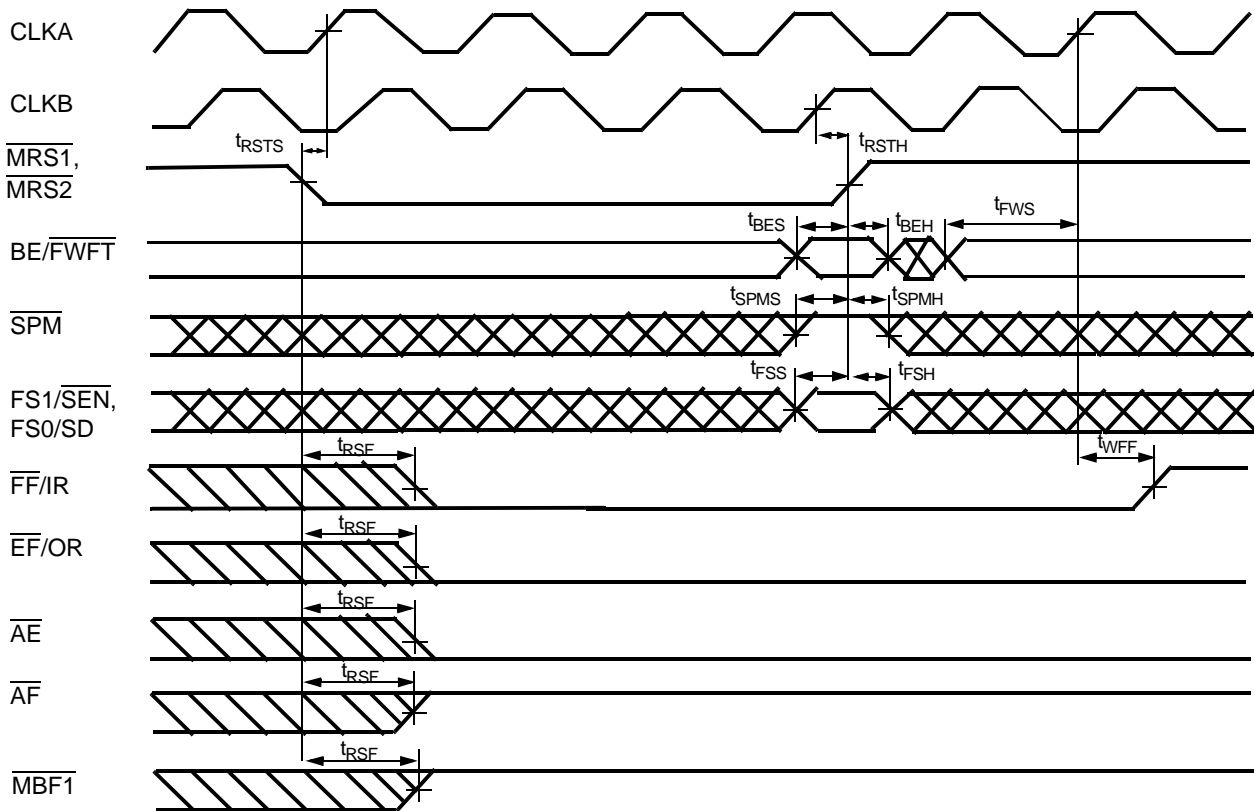 CLKA
CLKB
tRSTS
tRSTH
MRS1,
MRS2
tBES
tBEH
tFWS
BE/FWFT
tSPMS
tSPMH
SPM
tFSS
tFSH
FS1/SEN,
FS0/SD
tRSF
tWFF
FF/IR
tRSF
EF/OR
tRSF
AE
tRSF
AF
tRSF
MBF1